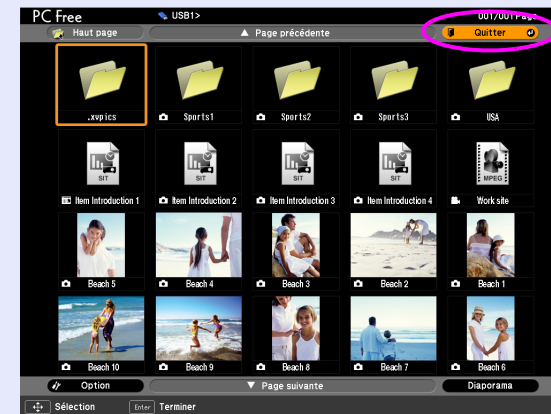 PC Free
USB1>
001/001 Page
Haut page
Page précédente
Quitter
.xvpics
Sports1
Sports2
Sports3
USA
SIT
SIT
SIT
SIT
MPEG
Item Introduction 1
Item Introduction 2
Item Introduction 3
Item Introduction 4
Work site
Beach 5
Beach 4
Beach 3
Beach 2
Beach 1
Beach 10
Beach 9
Beach 8
Beach 7
Beach 6
Option
Page suivante
Diaporama
Sélection
Enter Terminer